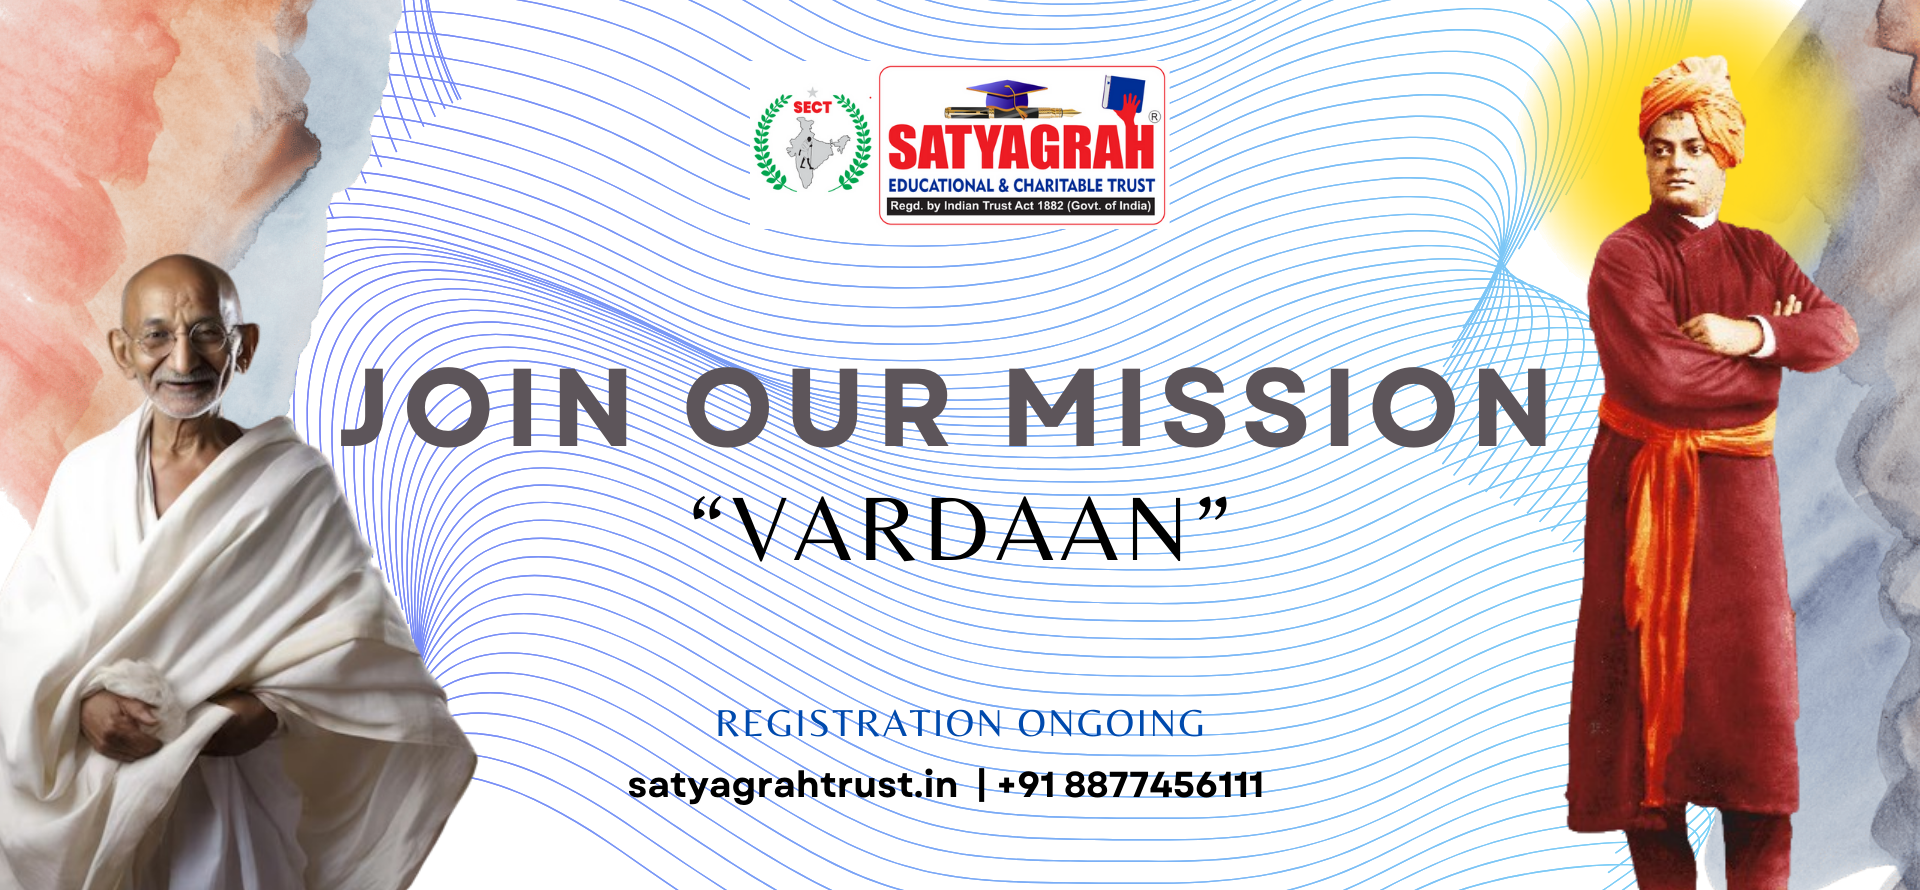 SECT
SATYAGRAH
®
EDUCATIONAL & CHARITABLE TRUST
Regd. by Indian Trust Act 1882 (Govt. of India)
JOIN OUR MISSION
“VARDAAN”
REGISTRATION ONGOING
satyagrahtrust.in | +91 8877456111